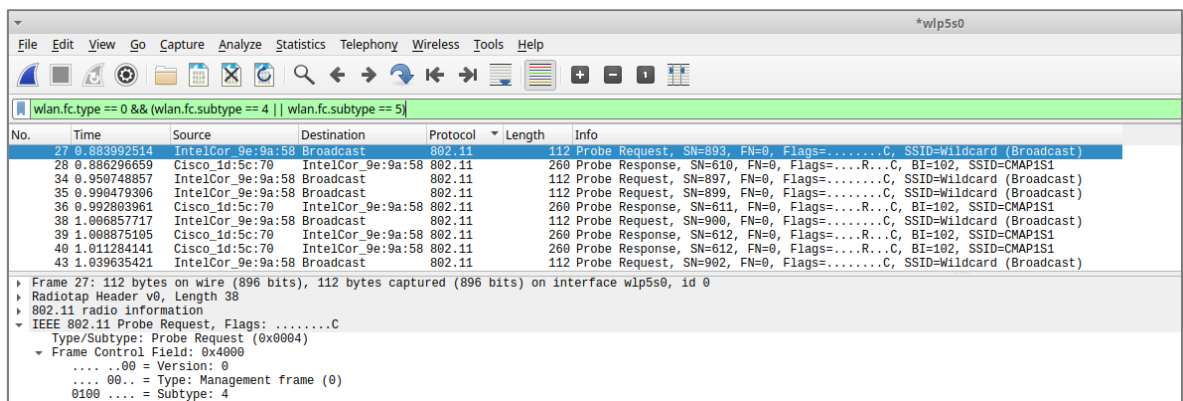 *wlp5s0
File Edit View Go Capture Analyze Statistics Telephony Wireless Tools Help
wlan.fc.type == 0 && (wlan.fc.subtype == 4 || wlan.fc.subtype == 5)
No. Time Source Destination Protocol Length Info
27 0.883992514 IntelCor_9e:9a:58 Broadcast 802.11 112 Probe Request, SN=893, FN=0, Flags=........C, SSID=Wildcard (Broadcast)
28 0.886296659 Cisco_1d:5c:70 IntelCor_9e:9a:58 802.11 260 Probe Response, SN=610, FN=0, Flags=....R...C, BI=102, SSID=CMAP1S1
34 0.950748857 IntelCor_9e:9a:58 Broadcast 802.11 112 Probe Request, SN=897, FN=0, Flags=........C, SSID=Wildcard (Broadcast)
35 0.990479306 IntelCor_9e:9a:58 Broadcast 802.11 112 Probe Request, SN=899, FN=0, Flags=........C, SSID=Wildcard (Broadcast)
36 0.992803961 Cisco_1d:5c:70 IntelCor_9e:9a:58 802.11 260 Probe Response, SN=611, FN=0, Flags=....R...C, BI=102, SSID=CMAP1S1
38 1.006857717 IntelCor_9e:9a:58 Broadcast 802.11 112 Probe Request, SN=900, FN=0, Flags=........C, SSID=Wildcard (Broadcast)
39 1.008875105 Cisco_1d:5c:70 IntelCor_9e:9a:58 802.11 260 Probe Response, SN=612, FN=0, Flags=....R...C, BI=102, SSID=CMAP1S1
40 1.011284141 Cisco_1d:5c:70 IntelCor_9e:9a:58 802.11 260 Probe Response, SN=612, FN=0, Flags=....R...C, BI=102, SSID=CMAP1S1
43 1.039635421 IntelCor_9e:9a:58 Broadcast 802.11 112 Probe Request, SN=902, FN=0, Flags=........C, SSID=Wildcard (Broadcast)
Frame 27: 112 bytes on wire (896 bits), 112 bytes captured (896 bits) on interface wlp5s0, id 0
Radiotap Header v0, Length 38
802.11 radio information
IEEE 802.11 Probe Request, Flags: ........C
Type/Subtype: Probe Request (0x0004)
Frame Control Field: 0x4000
.... ..00 = Version: 0
.... 00.. = Type: Management frame (0)
0100 .... = Subtype: 4